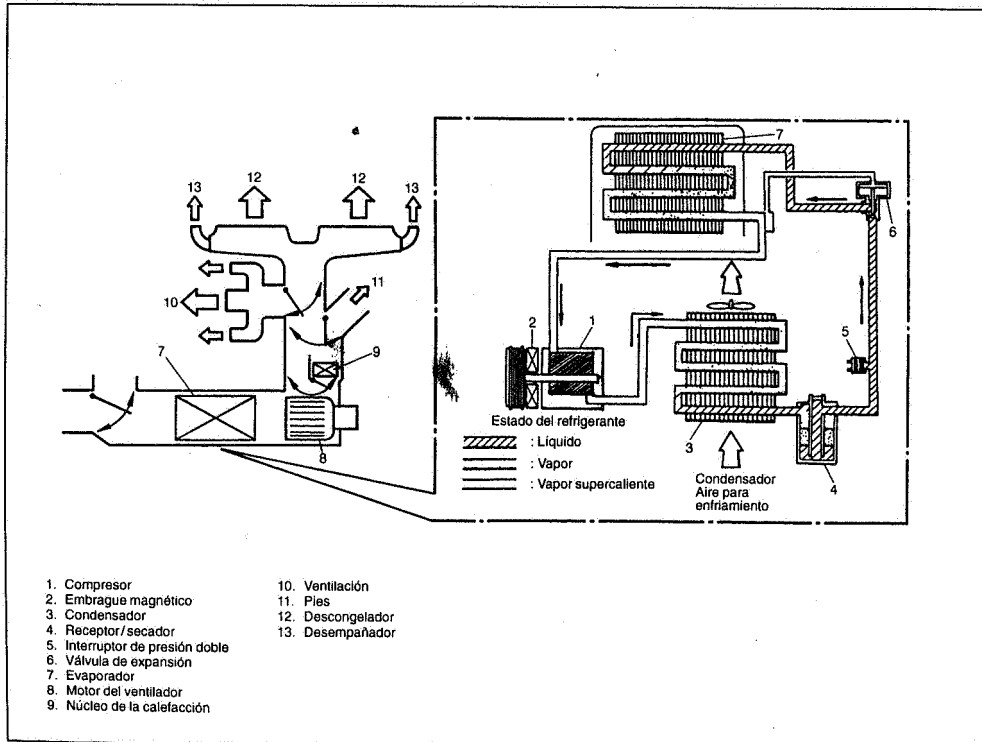 13
12
12
13
10
11
7
9
8
7
6
5
2
1
3
4
Estado del refrigerante
: Líquido
: Vapor
: Vapor supercaliente
Condensador
Aire para
enfriamiento
1. Compresor
2. Embrague magnético
3. Condensador
4. Receptor/secador
5. Interruptor de presión doble
6. Válvula de expansión
7. Evaporador
8. Motor del ventilador
9. Núcleo de la calefacción
10. Ventilación
11. Pies
12. Descongelador
13. Desempañador